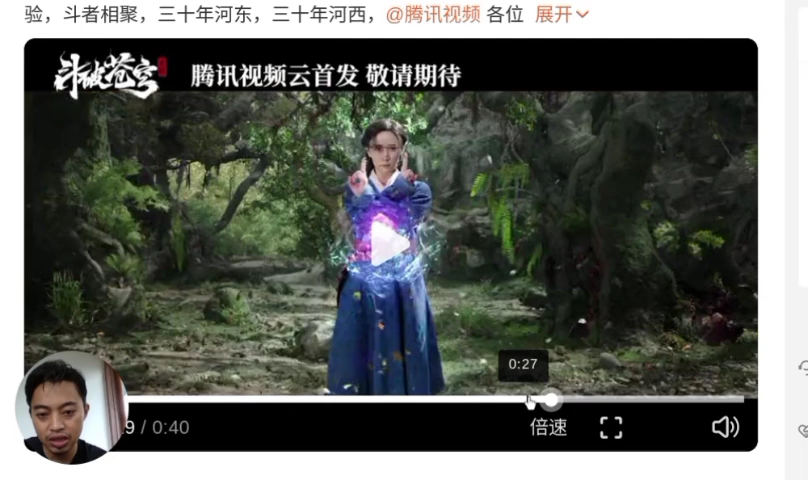 验，斗者相聚，三十年河东，三十年河西，@腾讯视频 各位 展开
斗破苍穹
腾讯视频云首发 敬请期待
0:27
9 / 0:40
倍速